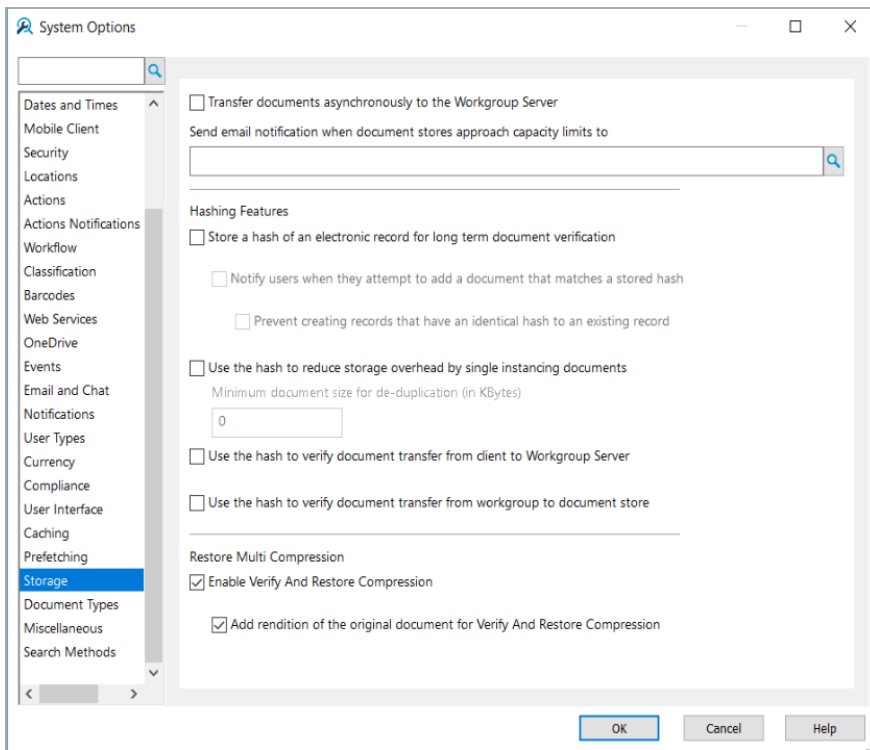 System Options
Dates and Times
Mobile Client
Security
Locations
Actions
Actions Notifications
Workflow
Classification
Barcodes
Web Services
OneDrive
Events
Email and Chat
Notifications
User Types
Currency
Compliance
User Interface
Caching
Prefetching
Storage
Document Types
Miscellaneous
Search Methods
Transfer documents asynchronously to the Workgroup Server
Send email notification when document stores approach capacity limits to
Hashing Features
Store a hash of an electronic record for long term document verification
Notify users when they attempt to add a document that matches a stored hash
Prevent creating records that have an identical hash to an existing record
Use the hash to reduce storage overhead by single instancing documents
Minimum document size for de-duplication (in KBytes)
0
Use the hash to verify document transfer from client to Workgroup Server
Use the hash to verify document transfer from workgroup to document store
Restore Multi Compression
Enable Verify And Restore Compression
Add rendition of the original document for Verify And Restore Compression
OK
Cancel
Help